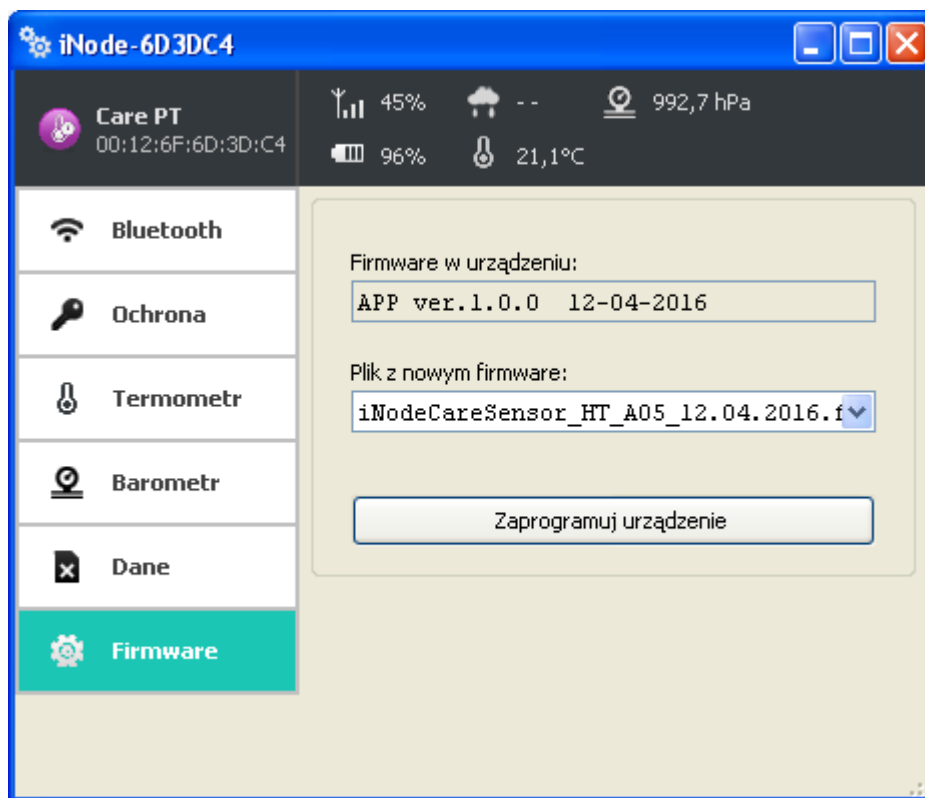 iNode-6D3DC4
Care PT
00:12:6F:6D:3D:C4
45% -- 992,7 hPa
96% 21,1°C
Bluetooth
Ochrona
Termometr
Barometr
Dane
Firmware
Firmware w urządzeniu:
APP ver.1.0.0 12-04-2016
Plik z nowym firmware:
iNodeCareSensor_HT_A05_12.04.2016.f
Zaprogramuj urządzenie